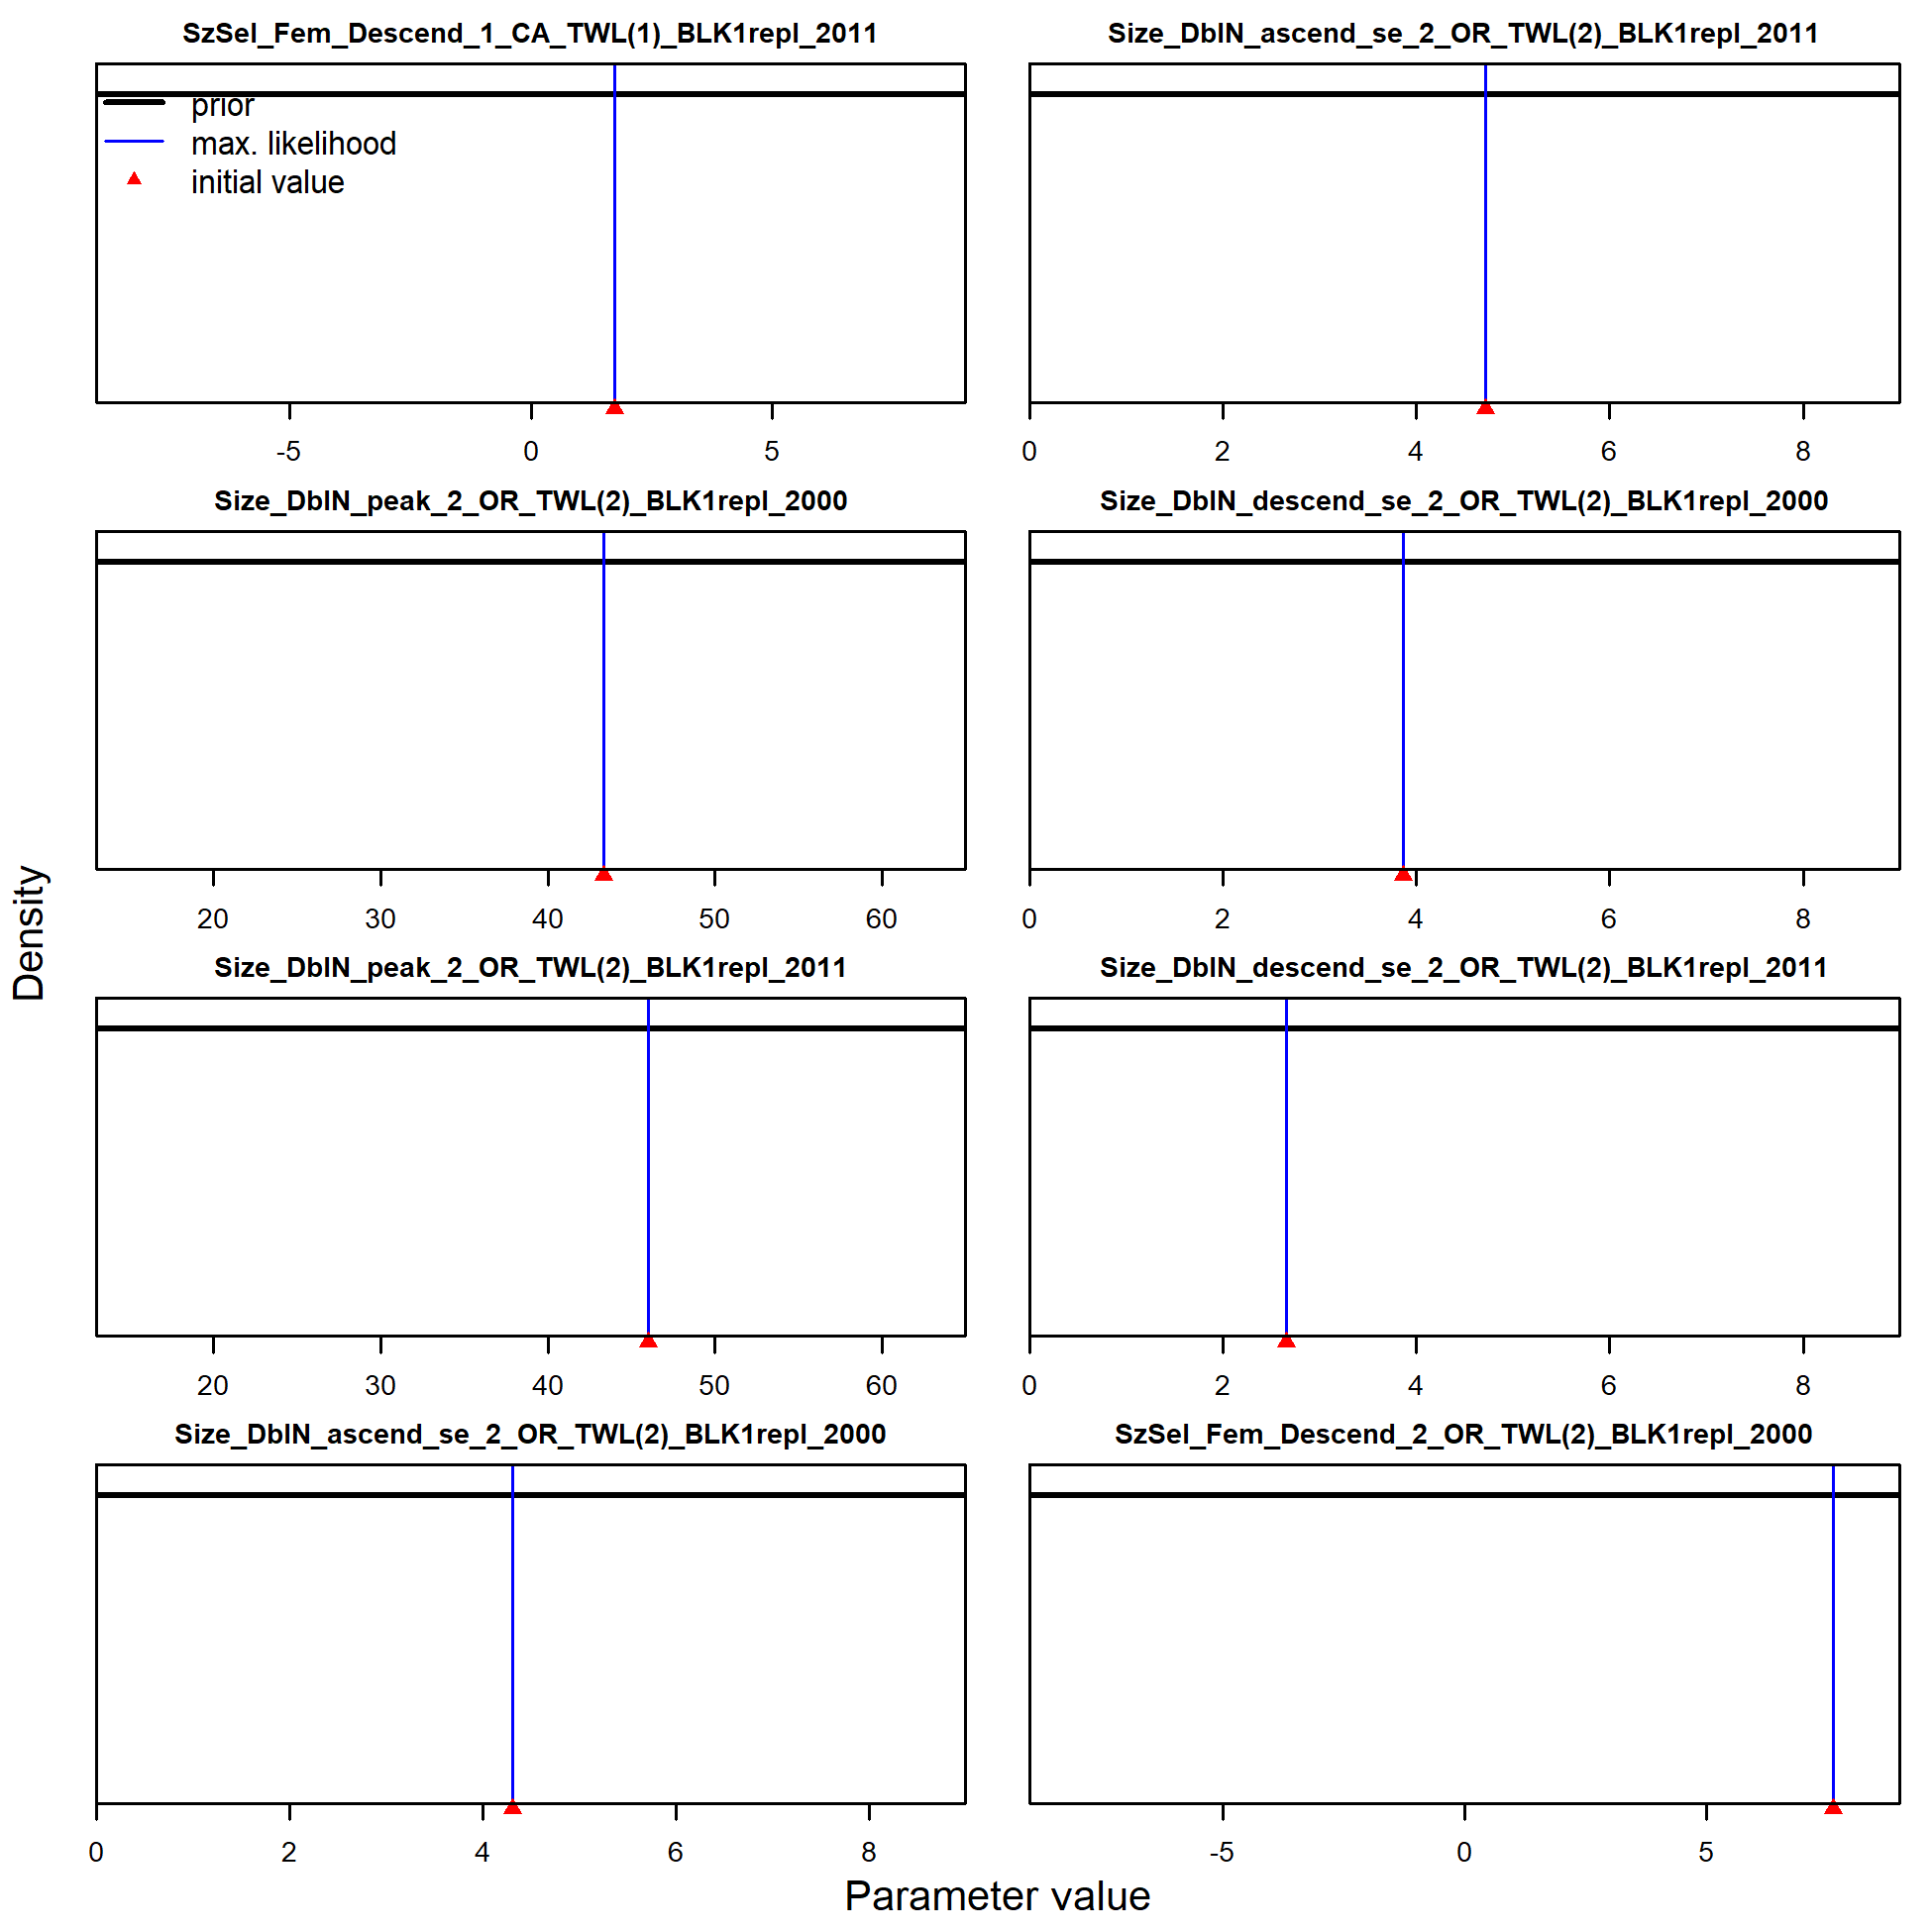 SzSel_Fem_Descend_1_CA_TWL(1)_BLK1repl_2011
prior
max. likelihood
initial value
-5 0 5
Size_DblN_ascend_se_2_OR_TWL(2)_BLK1repl_2011
0 2 4 6 8
Size_DblN_peak_2_OR_TWL(2)_BLK1repl_2000
20 30 40 50 60
Size_DblN_descend_se_2_OR_TWL(2)_BLK1repl_2000
0 2 4 6 8
Density
Size_DblN_peak_2_OR_TWL(2)_BLK1repl_2011
20 30 40 50 60
Size_DblN_descend_se_2_OR_TWL(2)_BLK1repl_2011
0 2 4 6 8
Size_DblN_ascend_se_2_OR_TWL(2)_BLK1repl_2000
0 2 4 6 8
SzSel_Fem_Descend_2_OR_TWL(2)_BLK1repl_2000
-5 0 5
Parameter value